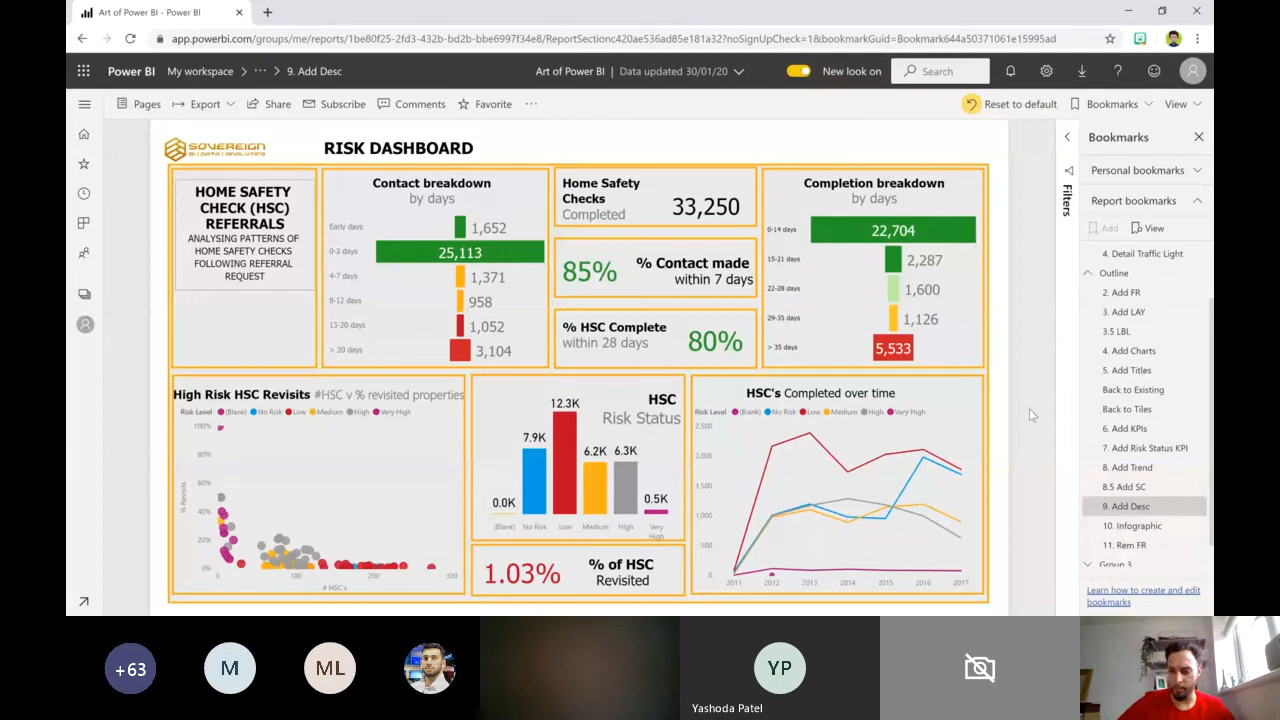 Art of Power BI - Power BI
app.powerbi.com/groups/me/reports/1be80f25-2fd3-432b-bd2b-bbe6997f34e8/ReportSectionc420ae536ad85e181a32?noSignUpCheck=1&bookmarkGuid=Bookmark644a50371061e15995ad
Power BI My workspace > ... > 9. Add Desc
Art of Power BI | Data updated 30/01/20
New look on
Search
Pages Export Share Subscribe Comments Favorite ...
Reset to default Bookmarks View
SOVEREIGN
BI | DATA | ANALYTICS
RISK DASHBOARD
HOME SAFETY
CHECK (HSC)
REFERRALS
ANALYSING PATTERNS OF
HOME SAFETY CHECKS
FOLLOWING REFERRAL
REQUEST
Contact breakdown
by days
Early days 1,652
0-3 days 25,113
4-7 days 1,371
8-12 days 958
13-20 days 1,052
> 20 days 3,104
Home Safety
Checks
Completed
33,250
85% % Contact made
within 7 days
% HSC Complete
within 28 days
80%
Completion breakdown
by days
0-14 days 22,704
15-21 days 2,287
22-28 days 1,600
29-35 days 1,126
> 35 days 5,533
High Risk HSC Revisits #HSC v % revisited properties
Risk Level (Blank) No Risk Low Medium High Very High
100%
80%
60%
40%
20%
0%
% Revisits
0 100 200 300
# HSC's
HSC
Risk Status
0.0K
7.9K
12.3K
6.2K
6.3K
0.5K
(Blank) No Risk Low Medium High Very
High
1.03% % of HSC
Revisited
HSC's Completed over time
Risk Level (Blank) No Risk Low Medium High Very High
2,500
2,000
1,500
1,000
500
0
2011 2012 2013 2014 2015 2016 2017
Filters
Bookmarks
Personal bookmarks
Report bookmarks
Add View
4. Detail Traffic Light
Outline
2. Add FR
3. Add LAY
3.5 LBL
4. Add Charts
5. Add Titles
Back to Existing
Back to Tiles
6. Add KPIs
7. Add Risk Status KPI
8. Add Trend
8.5 Add SC
9. Add Desc
10. Infographic
11. Rem FR
Group 3
Learn how to create and edit
bookmarks
+63
M
ML
YP
Yashoda Patel